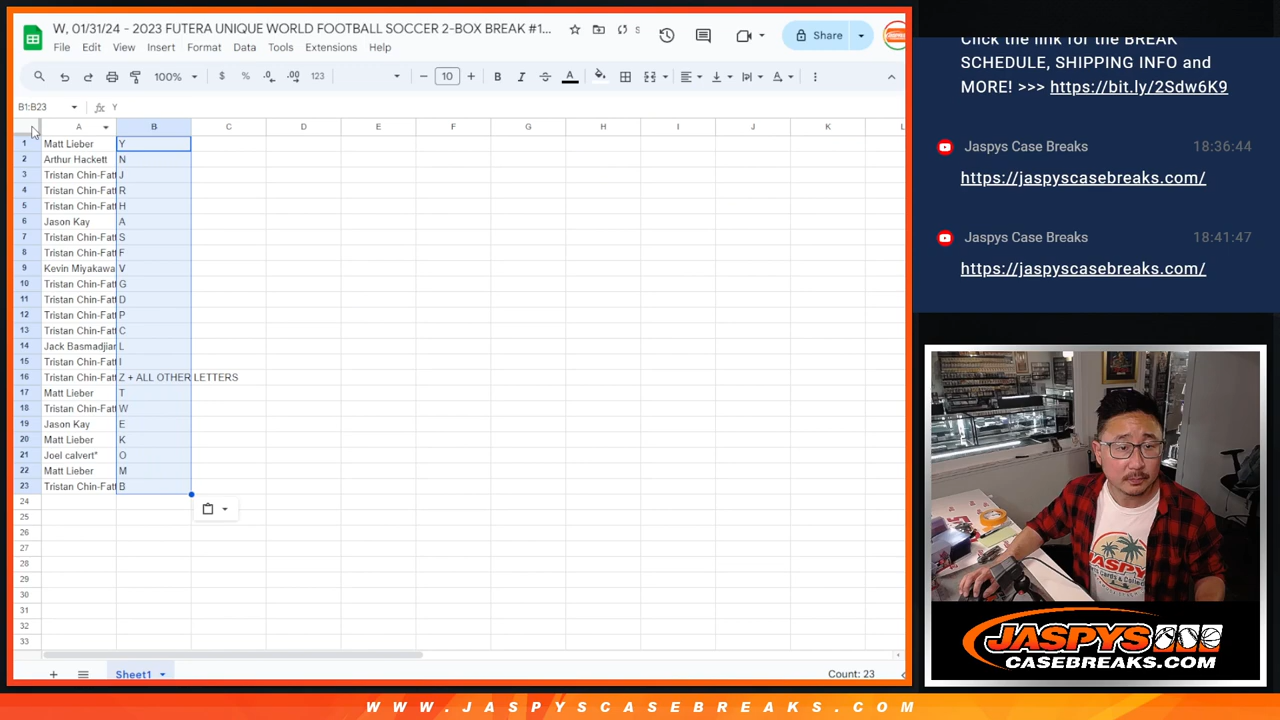 W, 01/31/24 - 2023 FUTERA UNIQUE WORLD FOOTBALL SOCCER 2-BOX BREAK #1...
S
Share
File Edit View Insert Format Data Tools Extensions Help
100% $ % .0 .00 123 10 B I S A
B1:B23 fx Y
A B C D E F G H I J K L
1 Matt Lieber Y
2 Arthur Hackett N
3 Tristan Chin-Fatt J
4 Tristan Chin-Fatt R
5 Tristan Chin-Fatt H
6 Jason Kay A
7 Tristan Chin-Fatt S
8 Tristan Chin-Fatt F
9 Kevin Miyakawa V
10 Tristan Chin-Fatt G
11 Tristan Chin-Fatt D
12 Tristan Chin-Fatt P
13 Tristan Chin-Fatt C
14 Jack Basmadjian L
15 Tristan Chin-Fatt I
16 Tristan Chin-Fatt Z + ALL OTHER LETTERS
17 Matt Lieber T
18 Tristan Chin-Fatt W
19 Jason Kay E
20 Matt Lieber K
21 Joel calvert* O
22 Matt Lieber M
23 Tristan Chin-Fatt B
24
25
26
27
28
29
30
31
32
33
Sheet1
Count: 23
Click the link for the BREAK
SCHEDULE, SHIPPING INFO and
MORE! >>> https://bit.ly/2Sdw6K9
Jaspys Case Breaks 18:36:44
https://jaspyscasebreaks.com/
Jaspys Case Breaks 18:41:47
https://jaspyscasebreaks.com/
JASPYS
CASEBREAKS.COM
WWW.JASPYSCASEBREAKS.COM